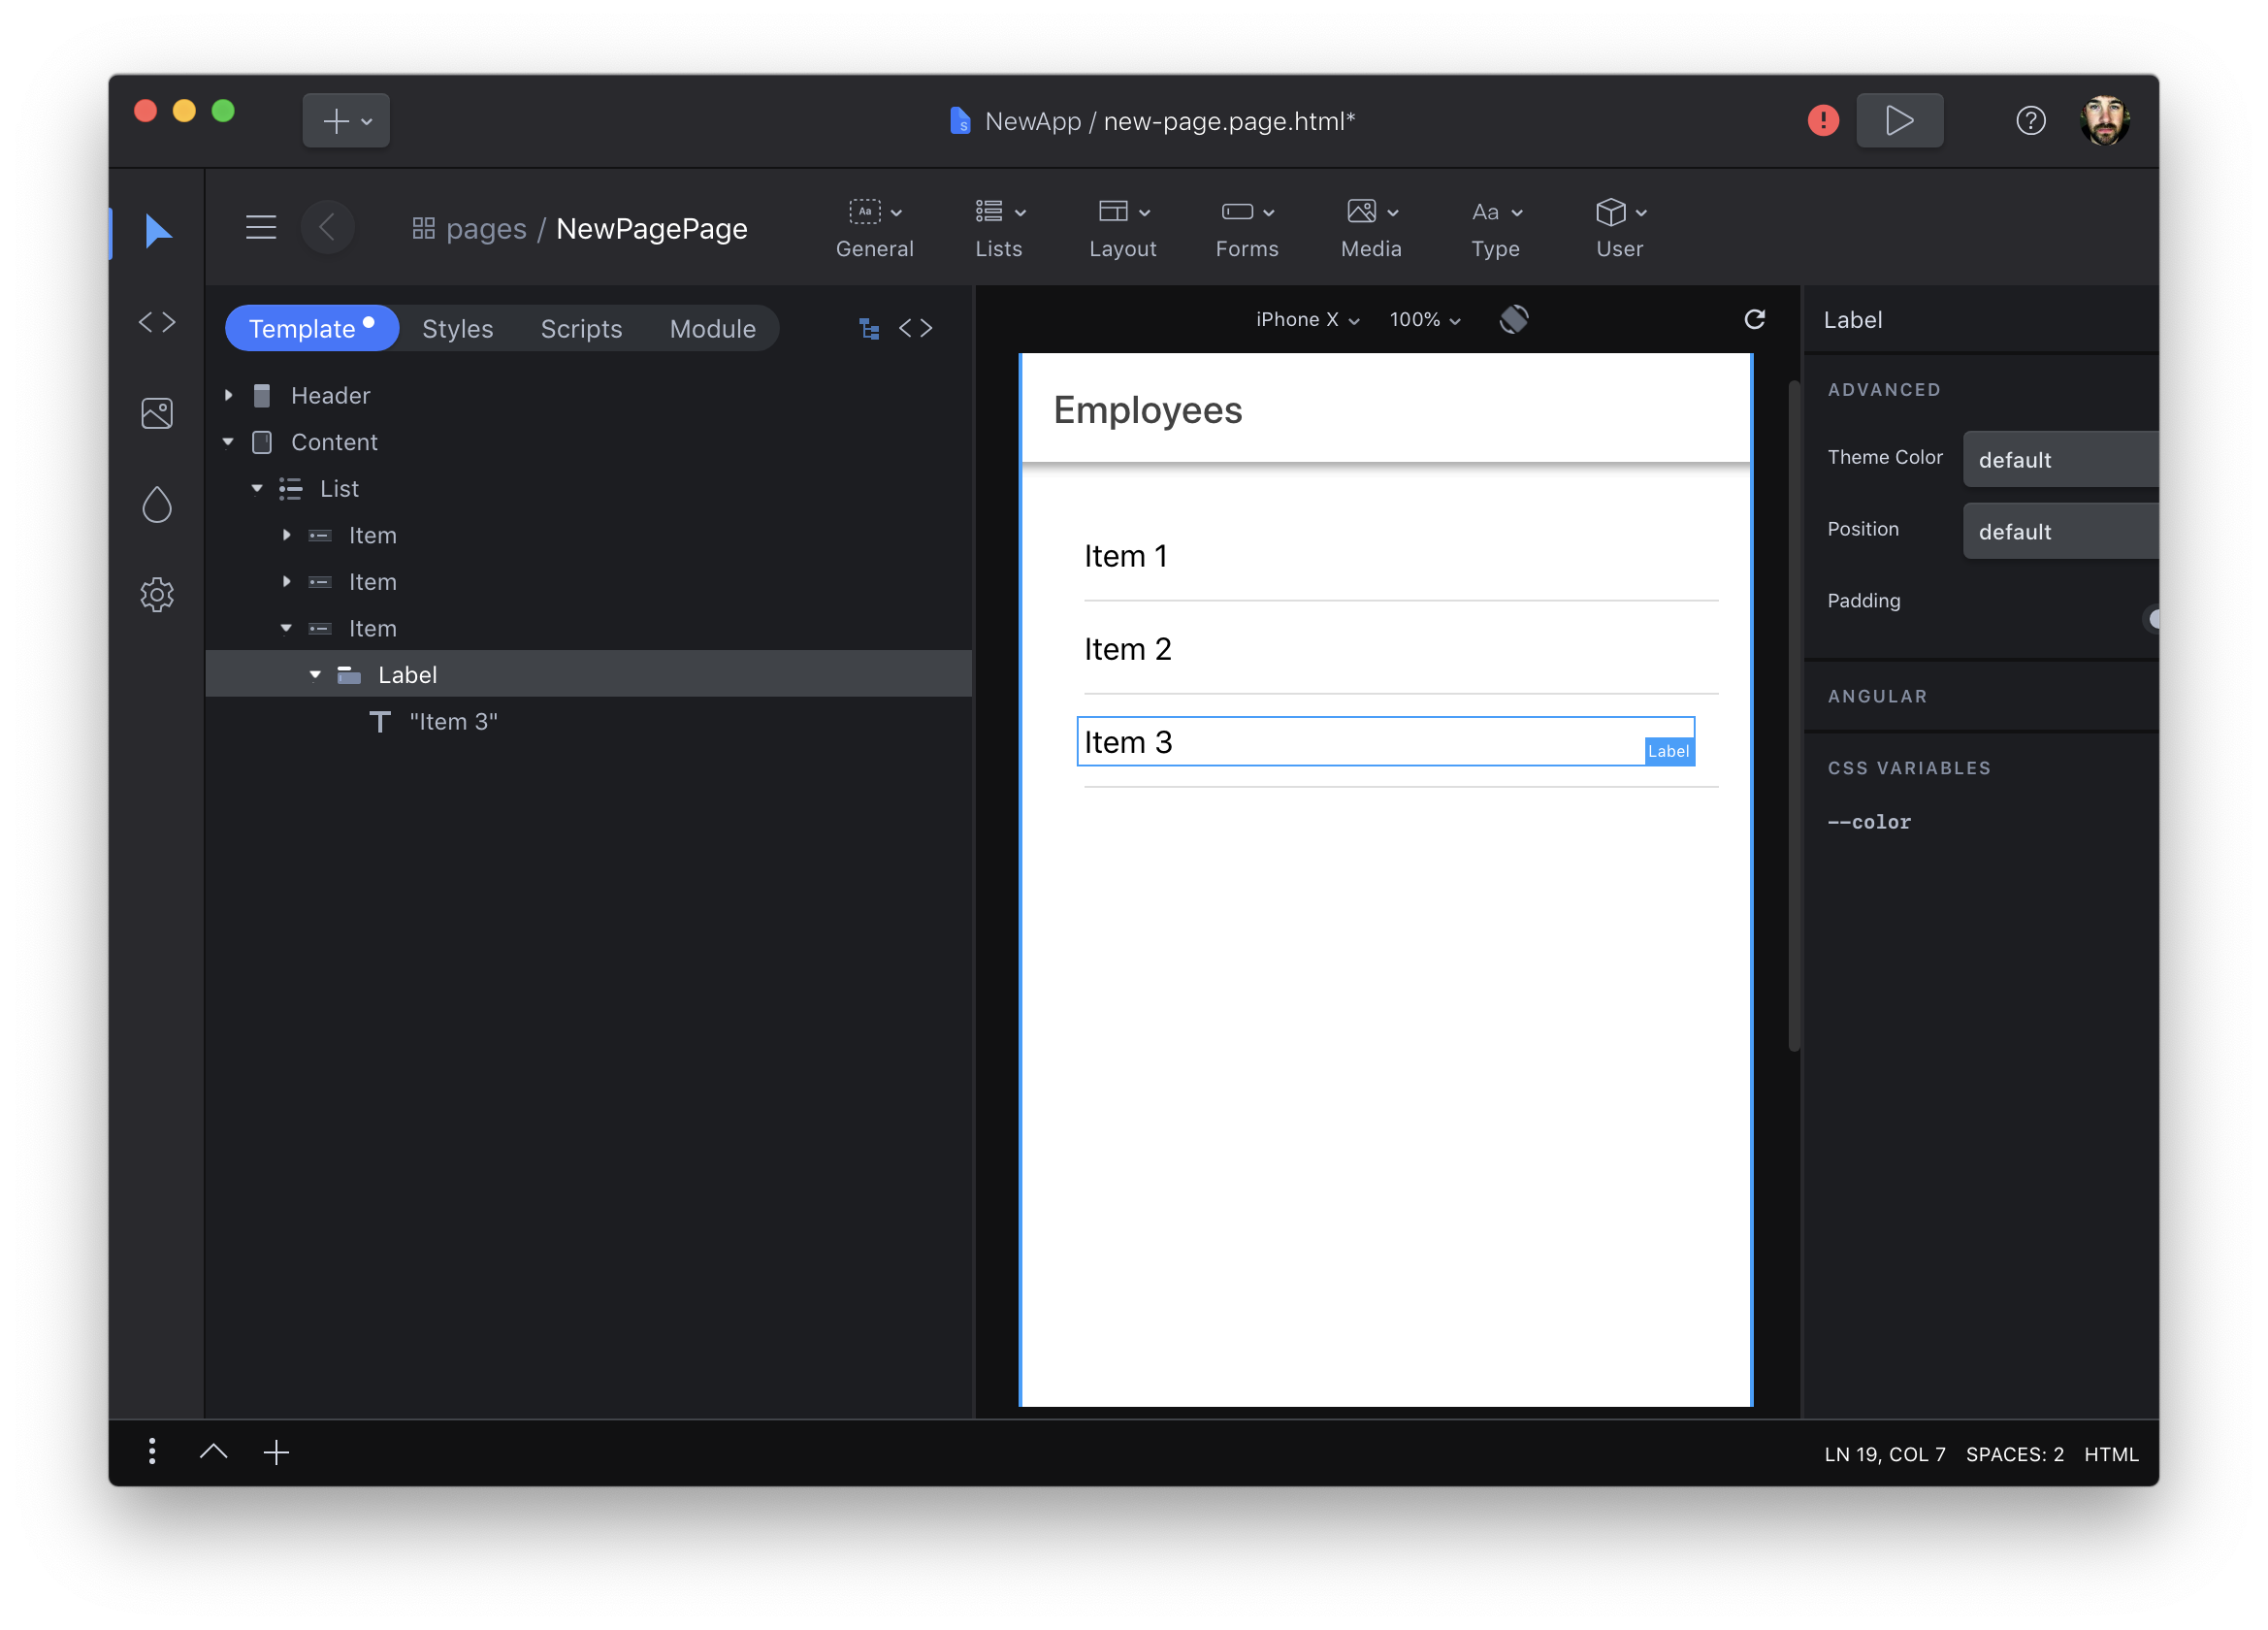 NewApp / new-page.page.html*
pages / NewPagePage
General
Lists
Layout
Forms
Media
Aa
Type
User
Template
Styles
Scripts
Module
Header
Content
List
Item
Item
Item
Label
"Item 3"
iPhone X
100%
Employees
Item 1
Item 2
Item 3
Label
Label
ADVANCED
Theme Color
default
Position
default
Padding
ANGULAR
CSS VARIABLES
--color
LN 19, COL 7
SPACES: 2
HTML